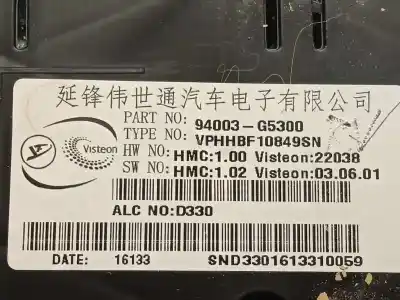 延锋伟世通汽车电子有限公司
PART NO: 94003-G5300
TYPE NO: VPHHBF10849SN
Visteon
HW NO: HMC:1.00 Visteon:22038
SW NO: HMC:1.02 Visteon:03.06.01
ALC NO:D330
DATE: 16133 SND3301613310059